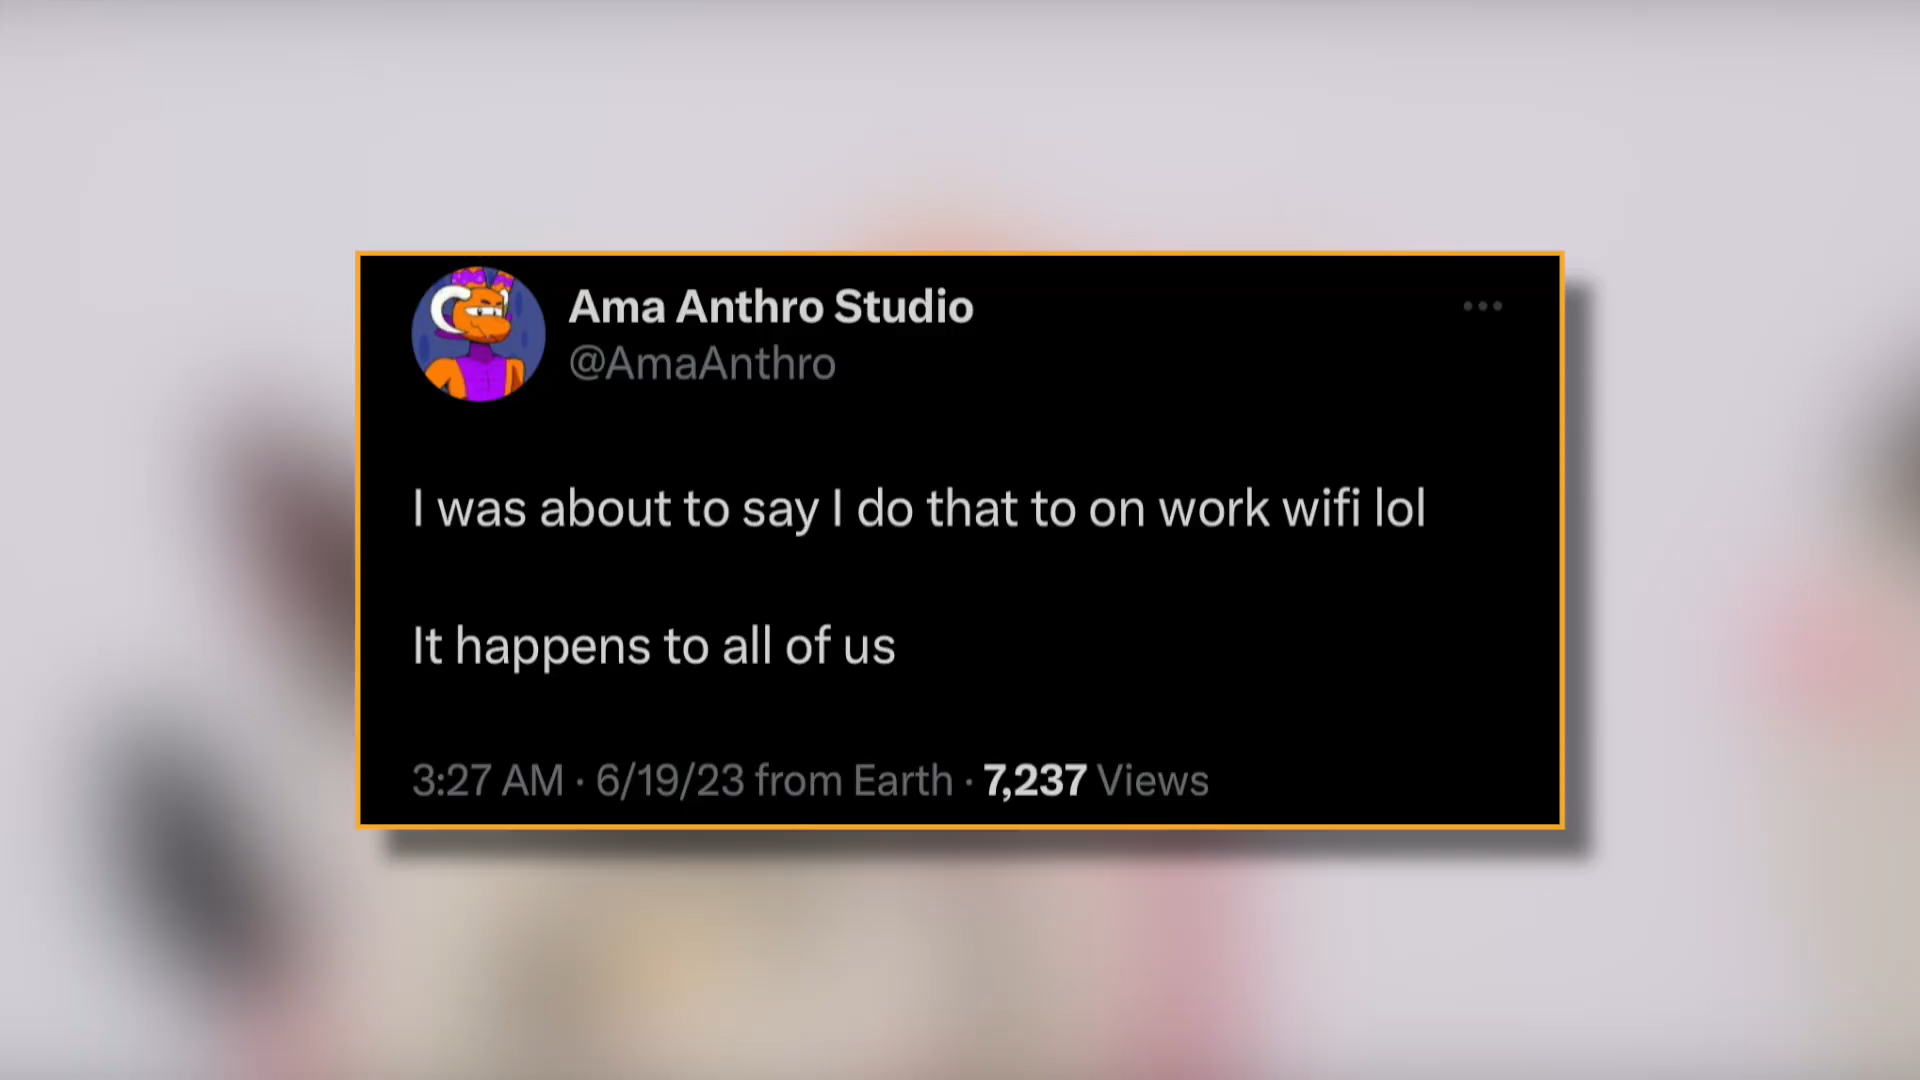 Ama Anthro Studio
@AmaAnthro
I was about to say I do that to on work wifi lol
It happens to all of us
3:27 AM · 6/19/23 from Earth · 7,237 Views